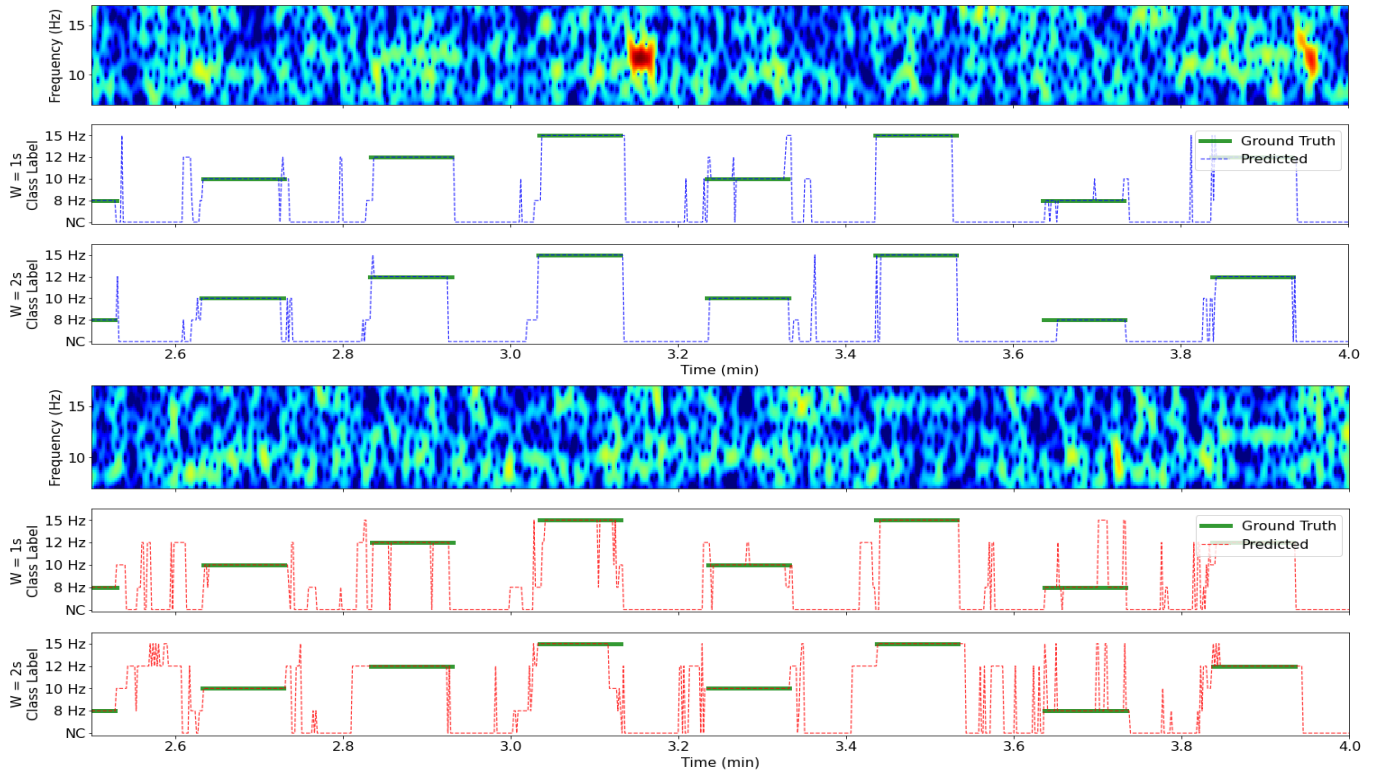 Frequency (Hz)
15
10
W = 1s
Class Label
15 Hz
12 Hz
10 Hz
8 Hz
NC
Ground Truth
Predicted
W = 2s
Class Label
15 Hz
12 Hz
10 Hz
8 Hz
NC
2.6 2.8 3.0 3.2 3.4 3.6 3.8 4.0
Time (min)
Frequency (Hz)
15
10
W = 1s
Class Label
15 Hz
12 Hz
10 Hz
8 Hz
NC
Ground Truth
Predicted
W = 2s
Class Label
15 Hz
12 Hz
10 Hz
8 Hz
NC
2.6 2.8 3.0 3.2 3.4 3.6 3.8 4.0
Time (min)